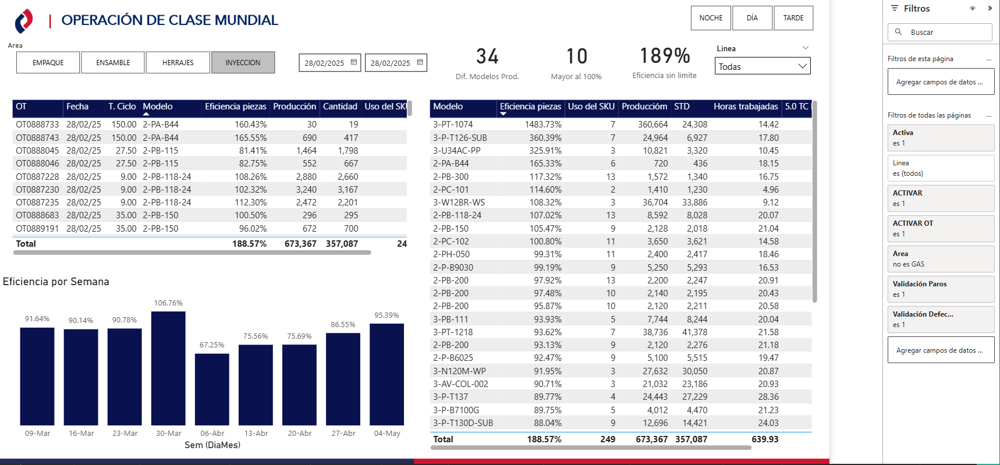 OPERACIÓN DE CLASE MUNDIAL
NOCHE DÍA TARDE
Area
EMPAQUE ENSAMBLE HERRAJES INYECCION
28/02/2025 28/02/2025
34
Dif. Modelos Prod.
10
Mayor al 100%
189%
Eficiencia sin limite
Linea
Todas
OT Fecha T. Ciclo Modelo Eficiencia piezas Producción Cantidad Uso del SKU
OT0888733 28/02/25 150.00 2-PA-B44 160.43% 30 19
OT0888743 28/02/25 150.00 2-PA-B44 165.55% 690 417
OT0888045 28/02/25 27.50 2-PB-115 81.41% 1,464 1,798
OT0888046 28/02/25 27.50 2-PB-115 82.75% 552 667
OT0887228 28/02/25 9.00 2-PB-118-24 108.26% 2,880 2,660
OT0887230 28/02/25 9.00 2-PB-118-24 102.32% 3,240 3,167
OT0887235 28/02/25 9.00 2-PB-118-24 112.30% 2,472 2,201
OT0888683 28/02/25 35.00 2-PB-150 100.50% 296 295
OT0889191 28/02/25 35.00 2-PB-150 96.02% 672 700
Total 188.57% 673,367 357,087 24
Eficiencia por Semana
91.64% 90.14% 90.78% 106.76% 67.25% 75.56% 75.69% 86.55% 95.39%
09-Mar 16-Mar 23-Mar 30-Mar 06-Abr 13-Abr 20-Abr 27-Abr 04-May
Sem (DiaMes)
Modelo Eficiencia piezas Uso del SKU Produccióm STD Horas trabajadas 5.0 TC
3-PT-1074 1483.73% 7 360,664 24,308 14.42
3-P-T126-SUB 360.39% 7 24,964 6,927 17.80
3-U34AC-PP 325.91% 3 10,821 3,320 10.45
2-PA-B44 165.33% 6 720 436 18.15
2-PB-300 117.32% 13 1,572 1,340 16.75
2-PC-101 114.60% 2 1,410 1,230 4.96
3-W12BR-WS 108.32% 3 36,704 33,886 9.12
2-PB-118-24 107.02% 13 8,592 8,028 20.07
2-PB-150 105.47% 9 2,128 2,018 21.04
2-PC-102 100.80% 11 3,650 3,621 14.58
2-PH-050 99.31% 11 2,400 2,417 18.46
2-P-B9030 99.19% 9 5,250 5,293 16.53
2-PB-200 97.92% 13 2,200 2,247 20.91
2-PB-200 97.48% 10 2,140 2,195 20.43
2-PB-200 95.87% 10 2,120 2,211 20.58
3-PB-111 93.93% 5 7,744 8,244 20.04
3-PT-1218 93.62% 7 38,736 41,378 21.58
2-PB-200 93.13% 9 2,120 2,276 21.18
2-P-B6025 92.47% 9 5,100 5,515 19.47
3-N120M-WP 91.95% 3 27,632 30,050 20.87
3-AV-COL-002 90.71% 3 21,032 23,186 20.93
3-P-T137 89.77% 4 24,443 27,229 28.36
3-P-B7100G 89.75% 5 4,012 4,470 21.23
3-P-T130D-SUB 88.04% 9 12,696 14,421 24.03
Total 188.57% 249 673,367 357,087 639.93
Filtros
Buscar
Filtros de esta página ...
Agregar campos de datos ...
Filtros de todas las páginas ...
Activa
es 1
Linea
es (todos)
ACTIVAR
es 1
ACTIVAR OT
es 1
Area
no es GAS
Validación Paros
es 1
Validación Defec...
es 1
Agregar campos de datos ...